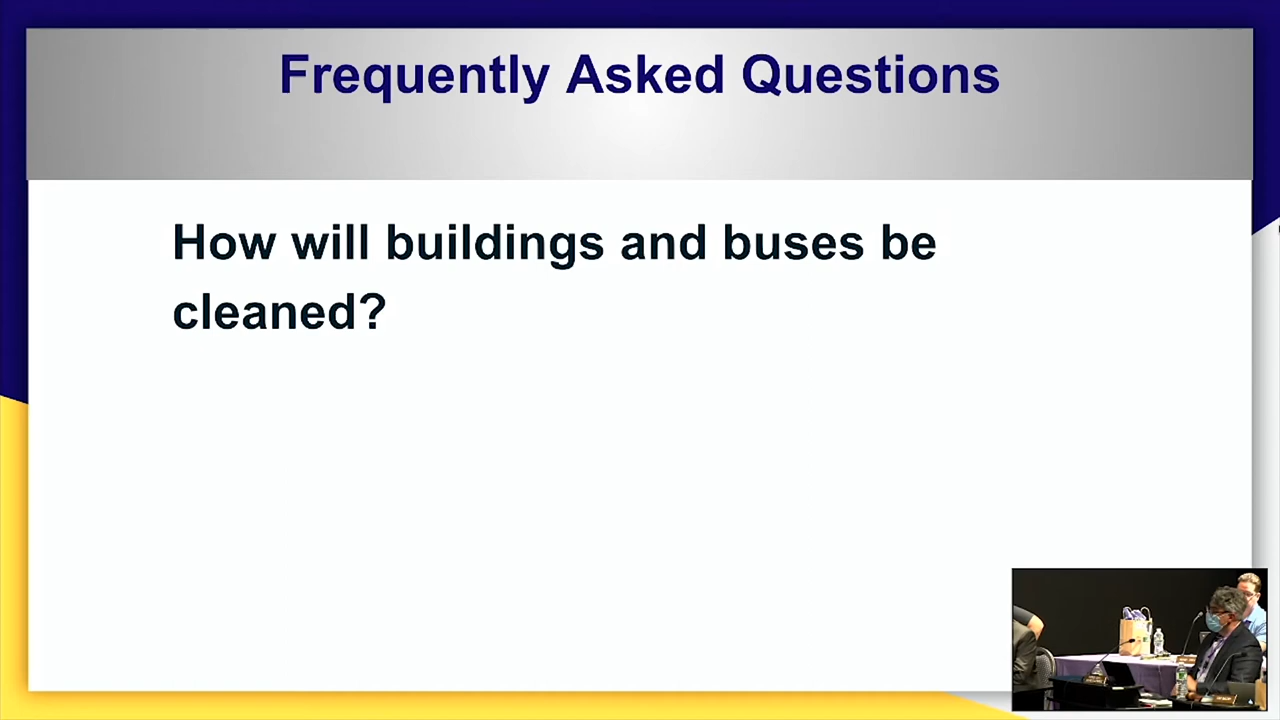 Frequently Asked Questions
How will buildings and buses be
cleaned?